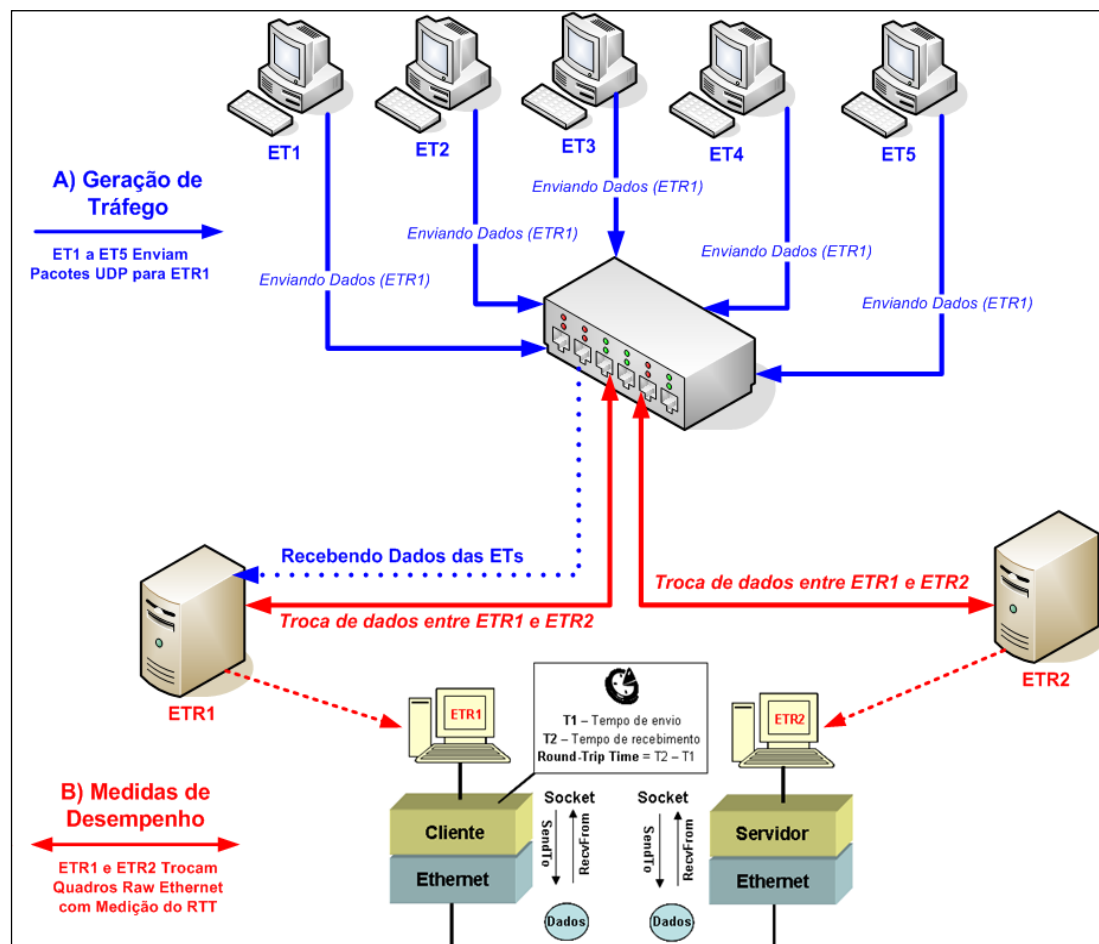 ET1
ET2
ET3
ET4
ET5
A) Geração de
Tráfego
ET1 a ET5 Enviam
Pacotes UDP para ETR1
Enviando Dados (ETR1)
Enviando Dados (ETR1)
Enviando Dados (ETR1)
Enviando Dados (ETR1)
Enviando Dados (ETR1)
Recebendo Dados das ETs
Troca de dados entre ETR1 e ETR2
Troca de dados entre ETR1 e ETR2
ETR1
ETR2
ETR1
T1 – Tempo de envio
T2 – Tempo de recebimento
Round-Trip Time = T2 – T1
ETR2
B) Medidas de
Desempenho
ETR1 e ETR2 Trocam
Quadros Raw Ethernet
com Medição do RTT
Socket
Socket
Cliente
SendTo
RecvFrom
SendTo
RecvFrom
Servidor
Ethernet
Ethernet
Dados
Dados